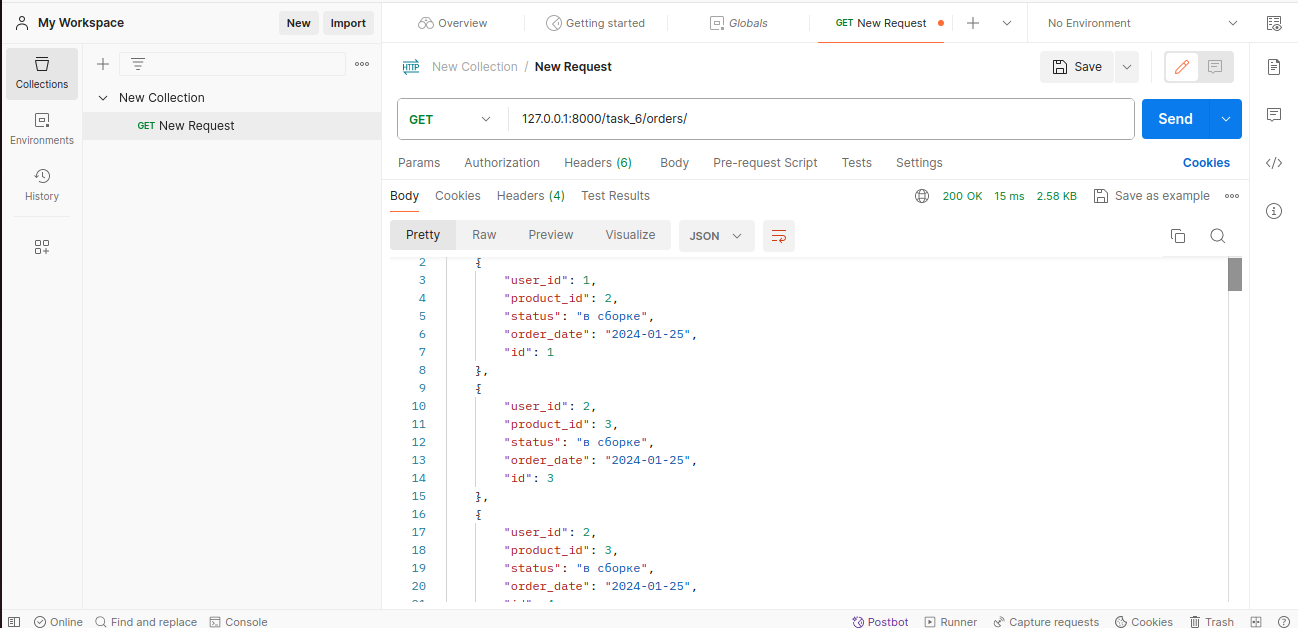 My Workspace
New
Import
Overview
Getting started
Globals
GET New Request
No Environment
Collections
Environments
History
New Collection
GET New Request
HTTP
New Collection / New Request
Save
GET
127.0.0.1:8000/task_6/orders/
Send
Params
Authorization
Headers (6)
Body
Pre-request Script
Tests
Settings
Cookies
Body
Cookies
Headers (4)
Test Results
200 OK
15 ms
2.58 KB
Save as example
Pretty
Raw
Preview
Visualize
JSON
2 {
3 "user_id": 1,
4 "product_id": 2,
5 "status": "в сборке",
6 "order_date": "2024-01-25",
7 "id": 1
8 },
9 {
10 "user_id": 2,
11 "product_id": 3,
12 "status": "в сборке",
13 "order_date": "2024-01-25",
14 "id": 3
15 },
16 {
17 "user_id": 2,
18 "product_id": 3,
19 "status": "в сборке",
20 "order_date": "2024-01-25",
Online
Find and replace
Console
Postbot
Runner
Capture requests
Cookies
Trash